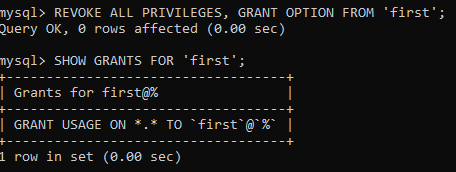 mysql> REVOKE ALL PRIVILEGES, GRANT OPTION FROM 'first';
Query OK, 0 rows affected (0.00 sec)
mysql> SHOW GRANTS FOR 'first';
+-----------------------------------+
| Grants for first@% |
+-----------------------------------+
| GRANT USAGE ON *.* TO `first`@`%` |
+-----------------------------------+
1 row in set (0.00 sec)